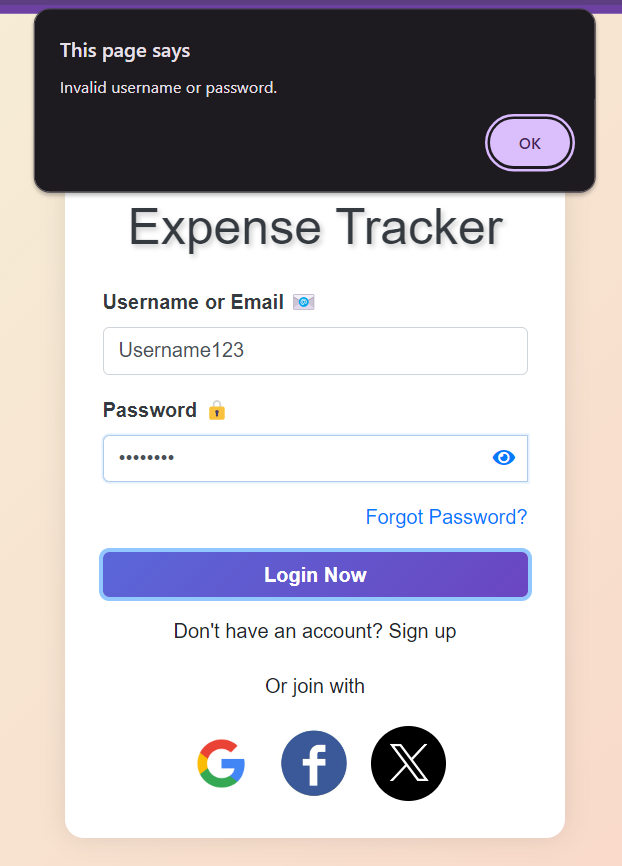 This page says
Invalid username or password.
OK
Expense Tracker
Username or Email
Username123
Password
••••••••
Forgot Password?
Login Now
Don't have an account? Sign up
Or join with